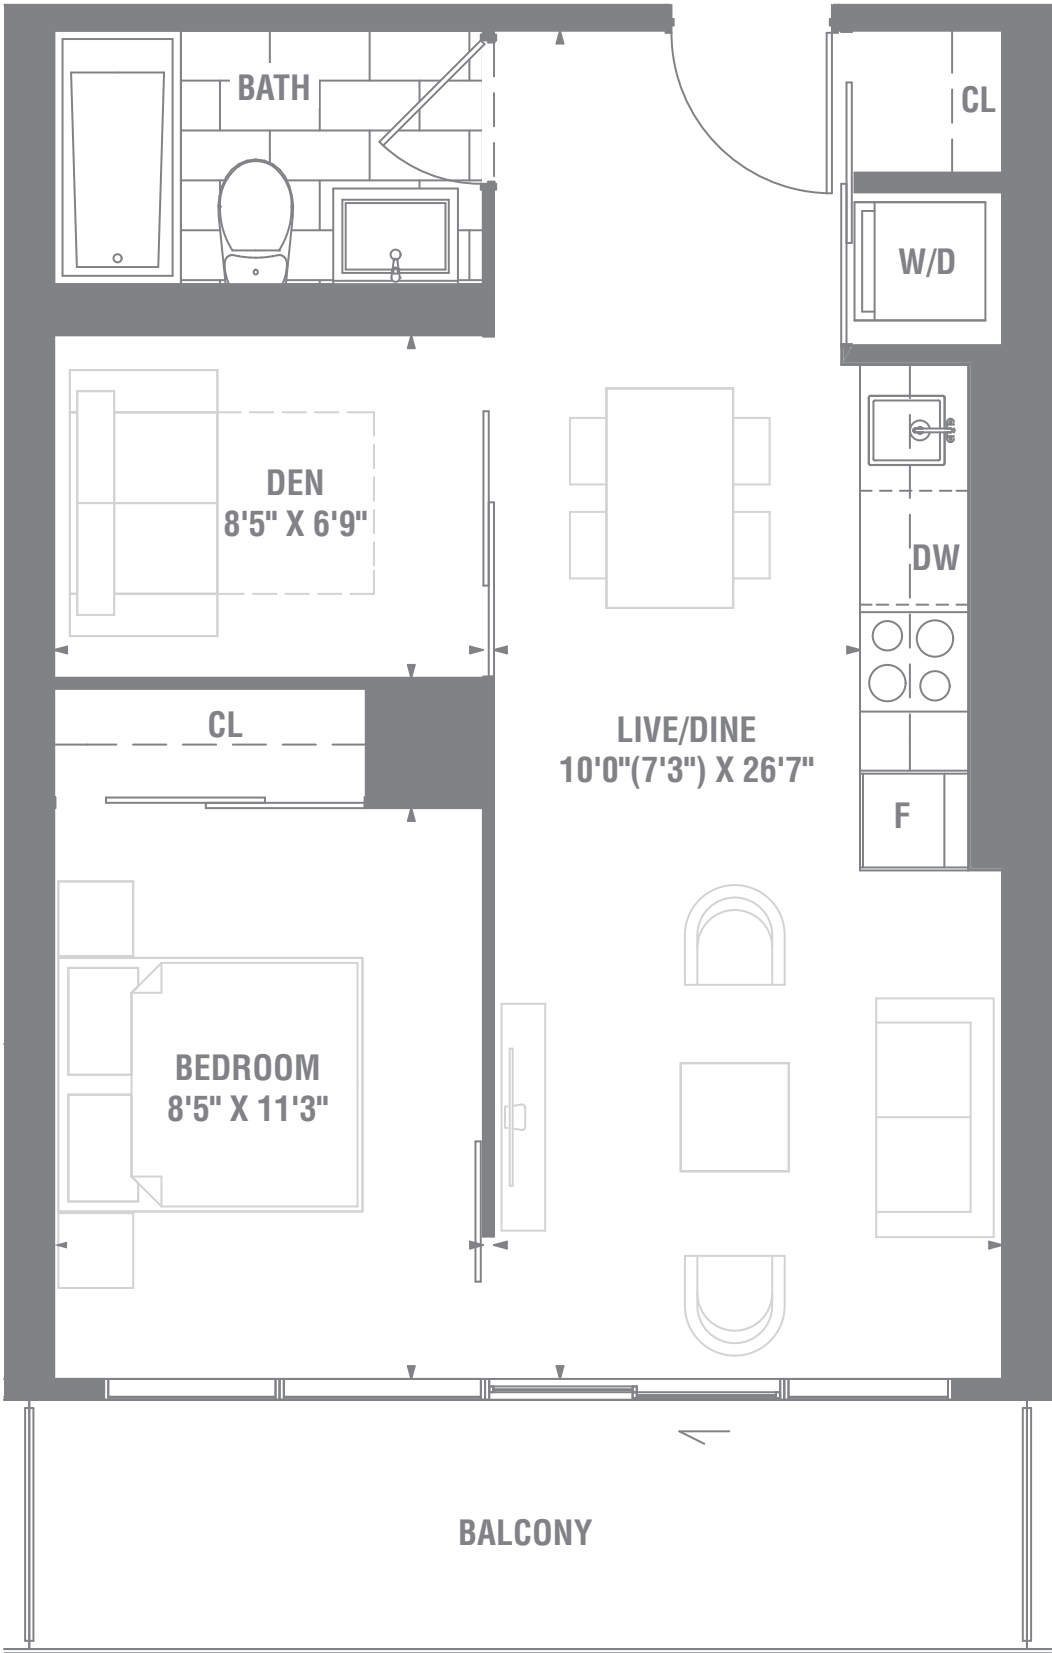 BATH
CL
W/D
DEN
8'5" X 6'9"
DW
CL
LIVE/DINE
10'0"(7'3") X 26'7"
F
BEDROOM
8'5" X 11'3"
BALCONY